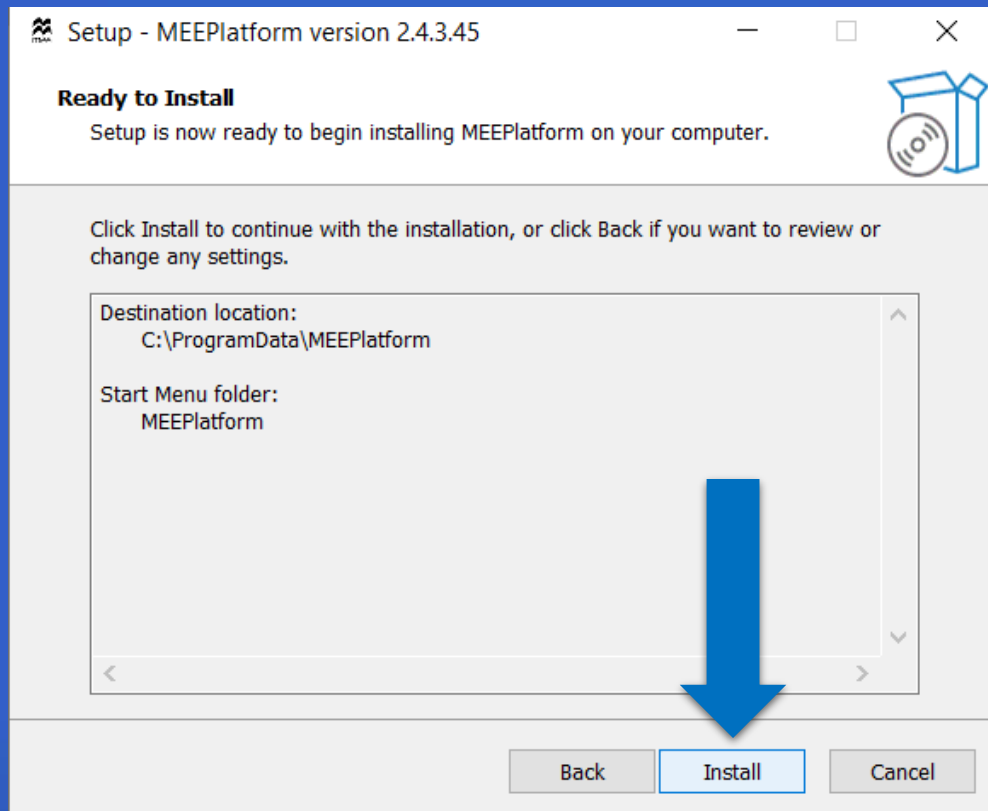 Setup - MEEPlatform version 2.4.3.45
Ready to Install
Setup is now ready to begin installing MEEPlatform on your computer.
Click Install to continue with the installation, or click Back if you want to review or
change any settings.
Destination location:
C:\ProgramData\MEEPlatform
Start Menu folder:
MEEPlatform
Back
Install
Cancel